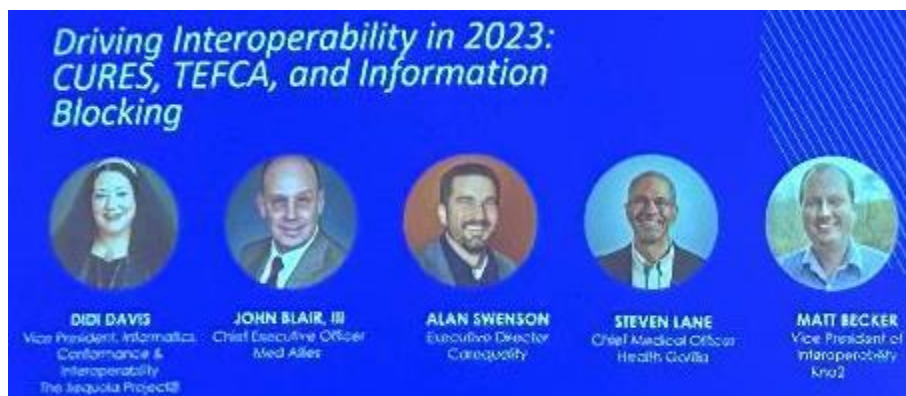 Driving Interoperability in 2023:
CURES, TEFCA, and Information
Blocking
DIDI DAVIS
Vice President, Informatics
Conformance &
Interoperability
The Sequoia Project®
JOHN BLAIR, III
Chief Executive Officer
Med Allies
ALAN SWENSON
Executive Director
Carequality
STEVEN LANE
Chief Medical Officer
Health Gorilla
MATT BECKER
Vice President of
Interoperability
Kno2